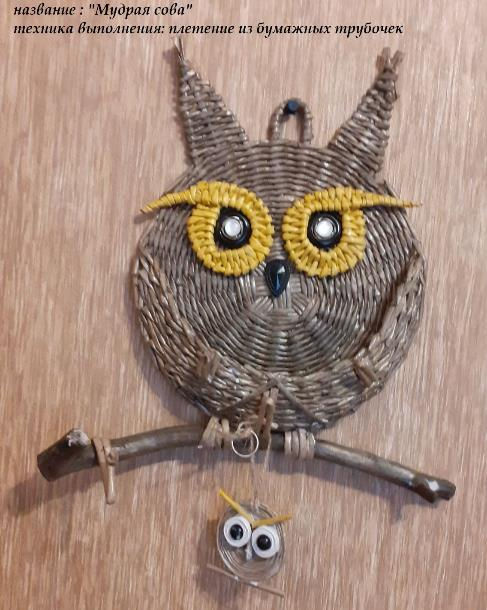 название : "Мудрая сова"
техника выполнения: плетение из бумажных трубочек